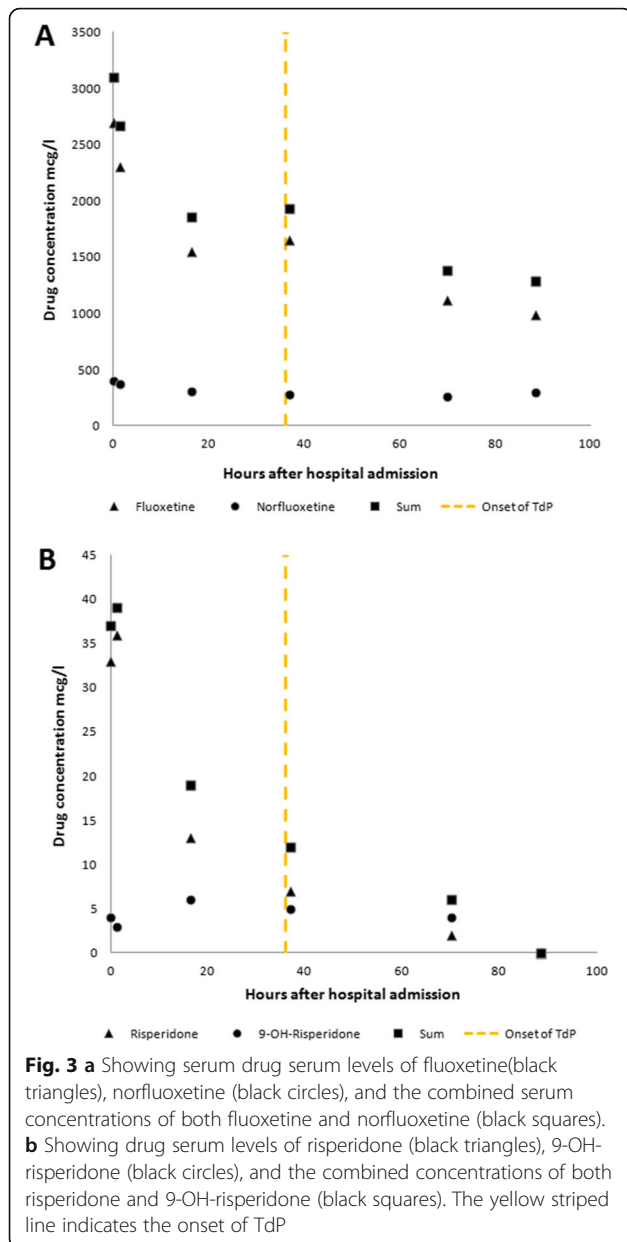 A
Drug concentration mcg/l
3500
3000
2500
2000
1500
1000
500
0
0 20 40 60 80 100
Hours after hospital admission
Fluoxetine Norfluoxetine Sum Onset of TdP
B
Drug concentration mcg/l
45
40
35
30
25
20
15
10
5
0
0 20 40 60 80 100
Hours after hospital admission
Risperidone 9-OH-Risperidone Sum Onset of TdP
Fig. 3 a Showing serum drug serum levels of fluoxetine(black
triangles), norfluoxetine (black circles), and the combined serum
concentrations of both fluoxetine and norfluoxetine (black squares).
b Showing drug serum levels of risperidone (black triangles), 9-OH-
risperidone (black circles), and the combined concentrations of both
risperidone and 9-OH-risperidone (black squares). The yellow striped
line indicates the onset of TdP